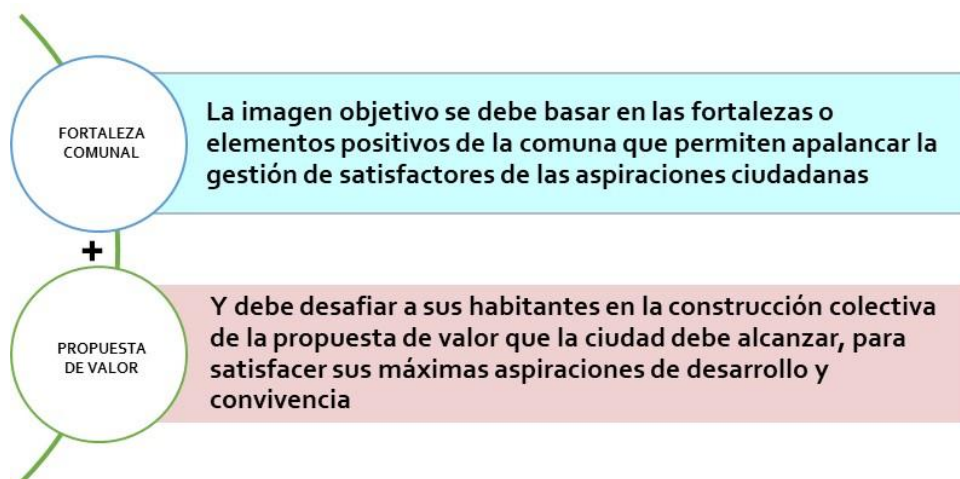 FORTALEZA
COMUNAL
La imagen objetivo se debe basar en las fortalezas o
elementos positivos de la comuna que permiten apalancar la
gestión de satisfactores de las aspiraciones ciudadanas
+
PROPUESTA
DE VALOR
Y debe desafiar a sus habitantes en la construcción colectiva
de la propuesta de valor que la ciudad debe alcanzar, para
satisfacer sus máximas aspiraciones de desarrollo y
convivencia